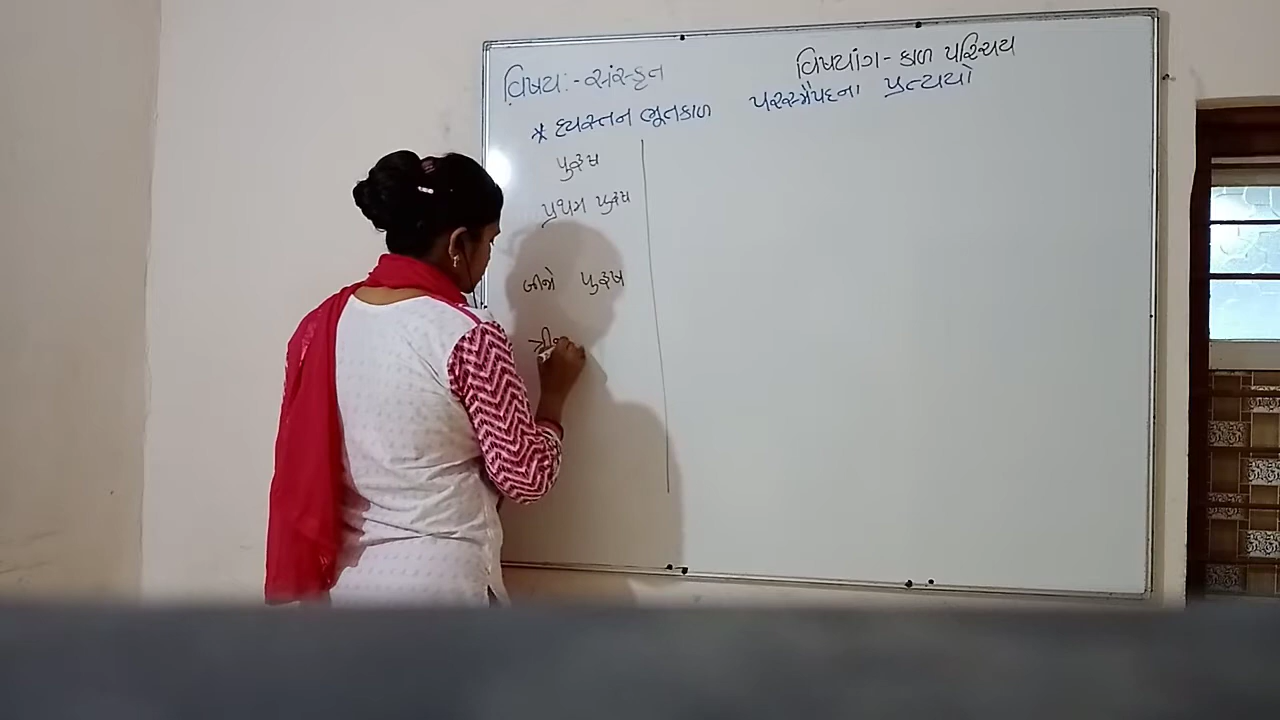 વિષય:- સંસ્કૃત
વિષયાંગ - કાળ પરિચય
* હ્યસ્તન ભૂતકાળ પરસ્મૈપદના પ્રત્યયો
પુરુષ
પ્રથમ પુરુષ
બીજો પુરુષ